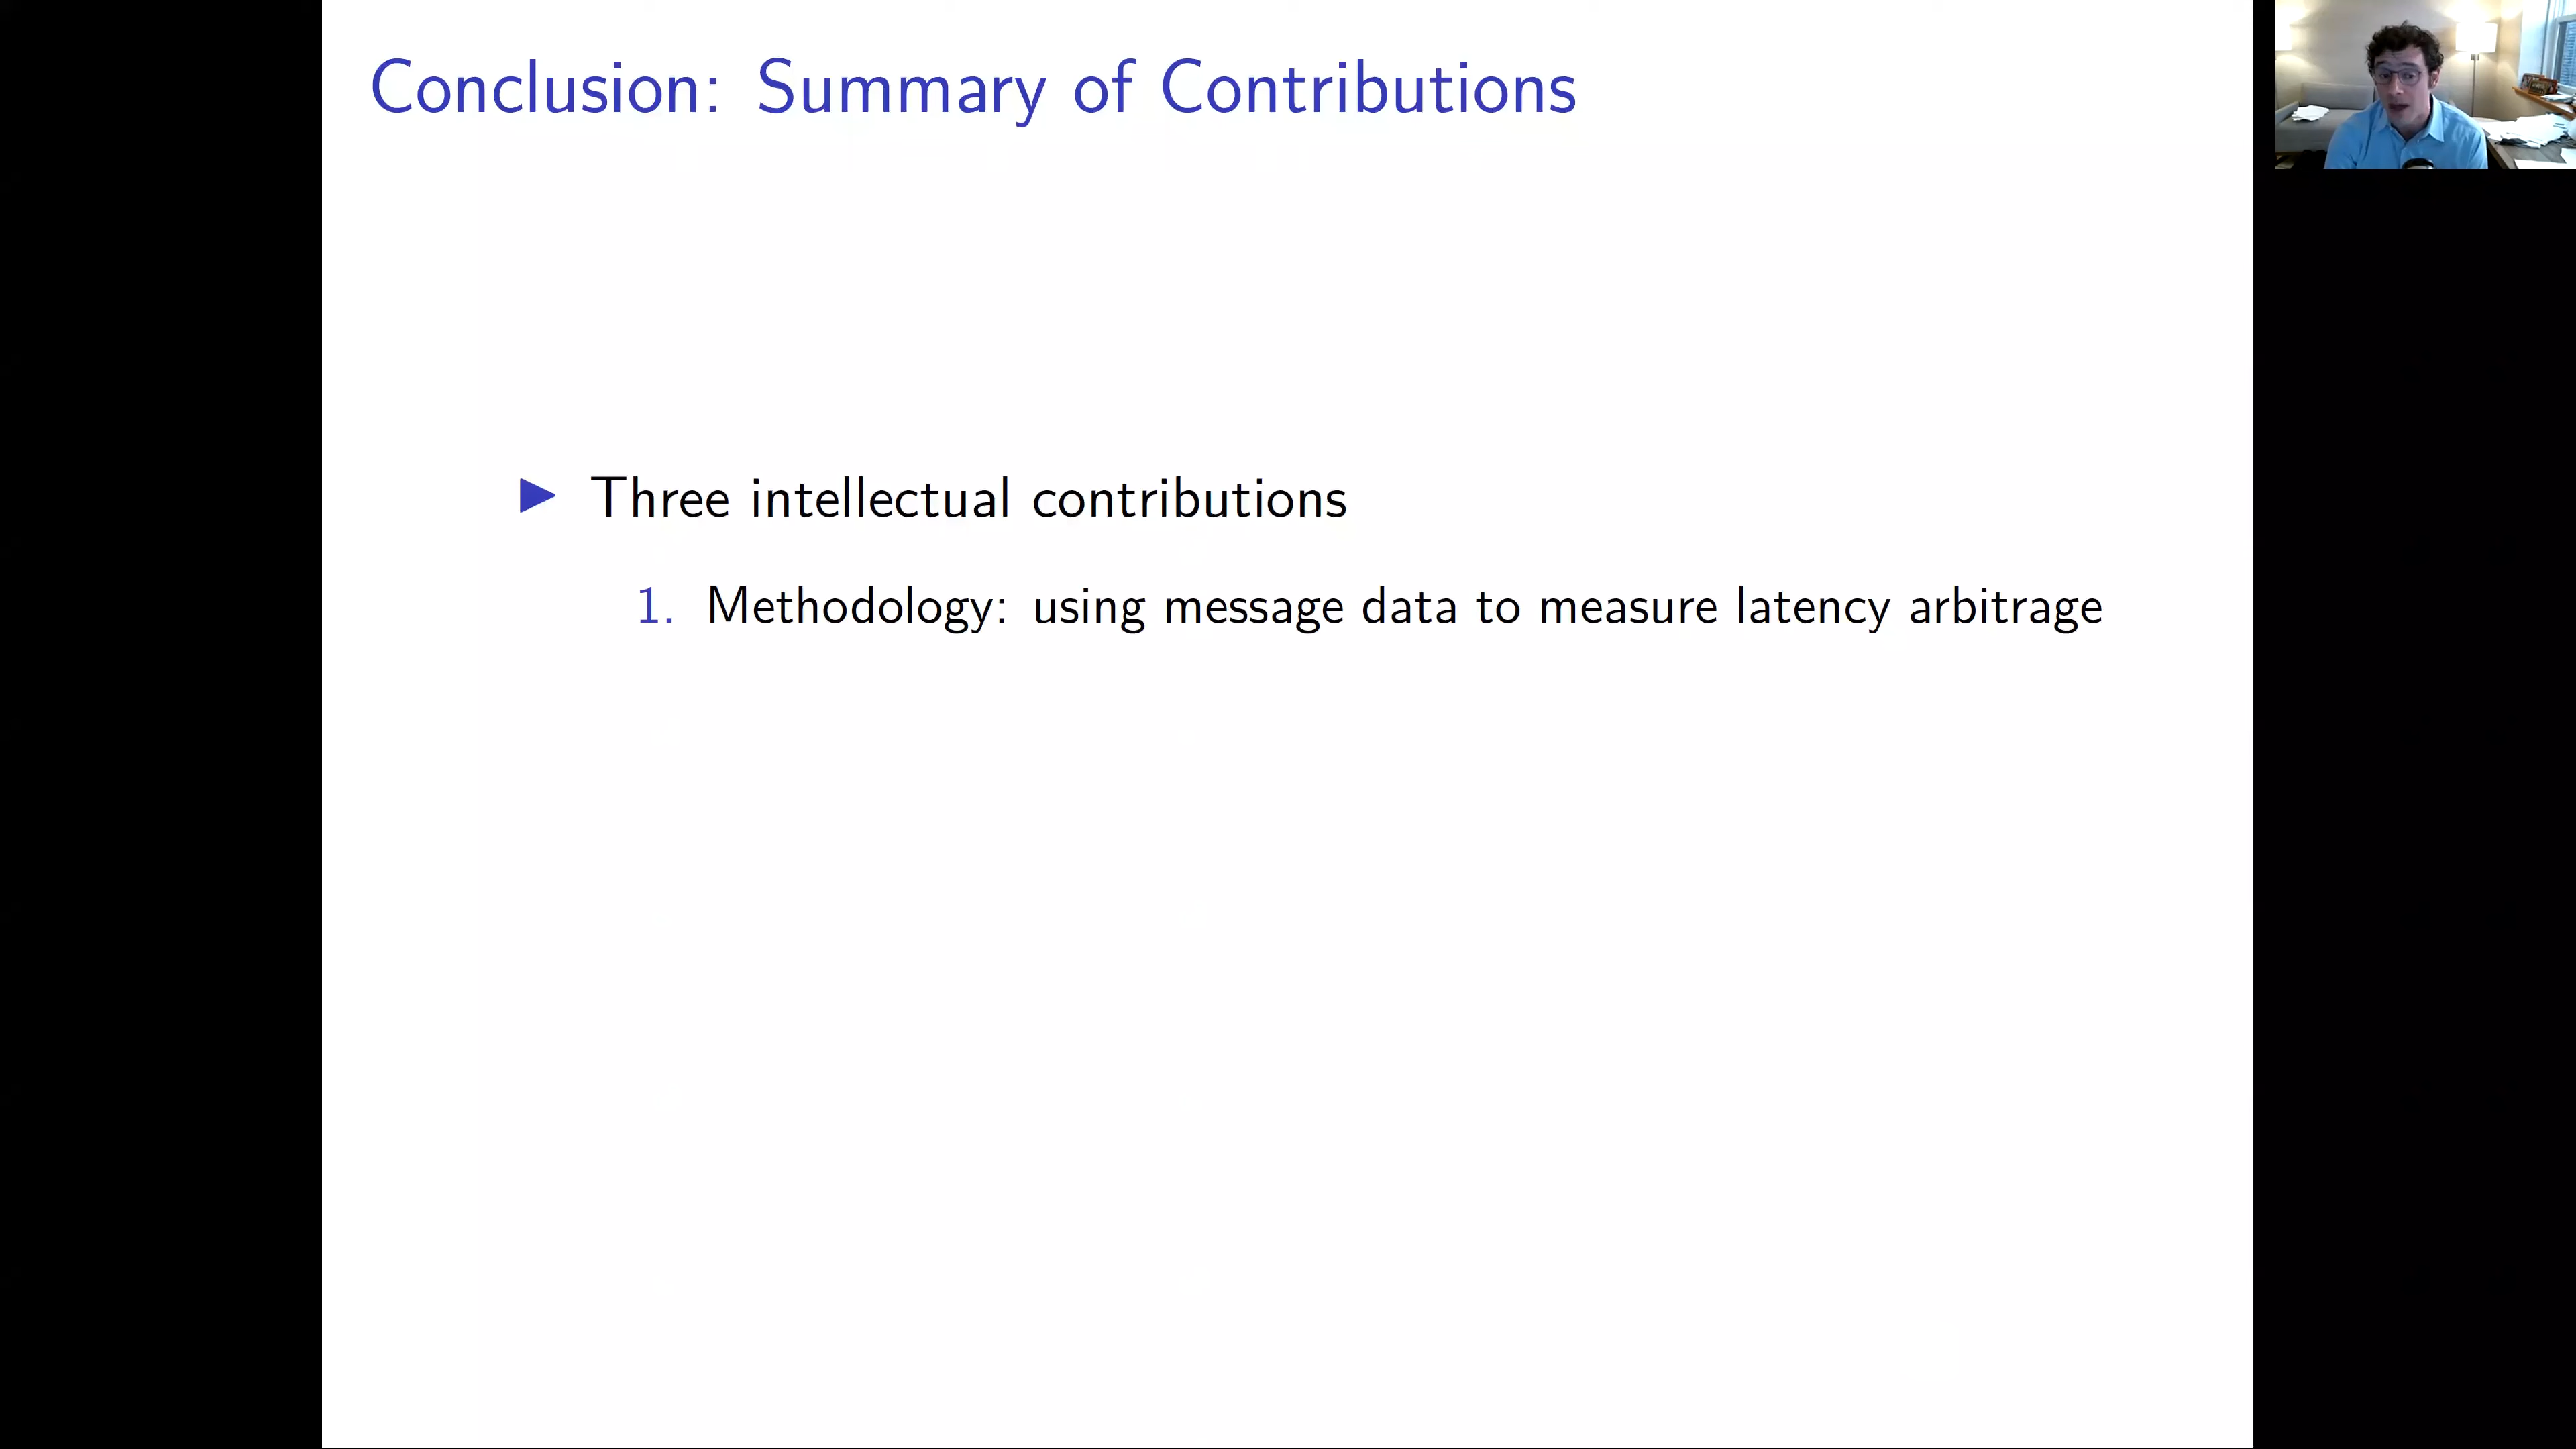 Conclusion: Summary of Contributions
Three intellectual contributions
1. Methodology: using message data to measure latency arbitrage